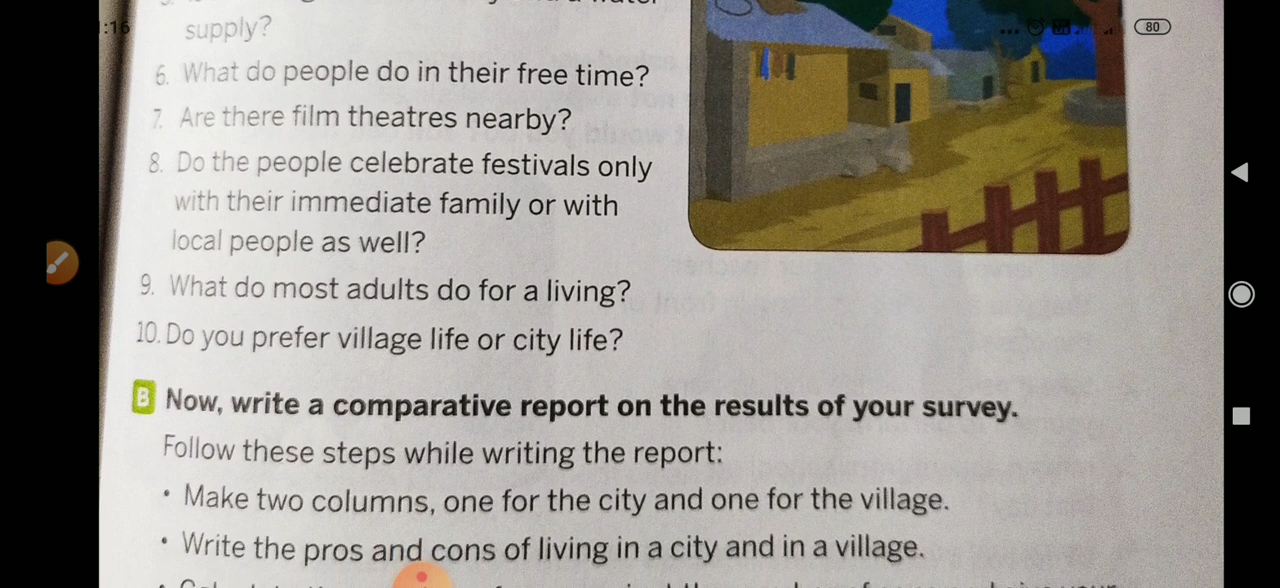 :16
80
supply?
6. What do people do in their free time?
7. Are there film theatres nearby?
8. Do the people celebrate festivals only
with their immediate family or with
local people as well?
9. What do most adults do for a living?
10. Do you prefer village life or city life?
B Now, write a comparative report on the results of your survey.
Follow these steps while writing the report:
• Make two columns, one for the city and one for the village.
• Write the pros and cons of living in a city and in a village.